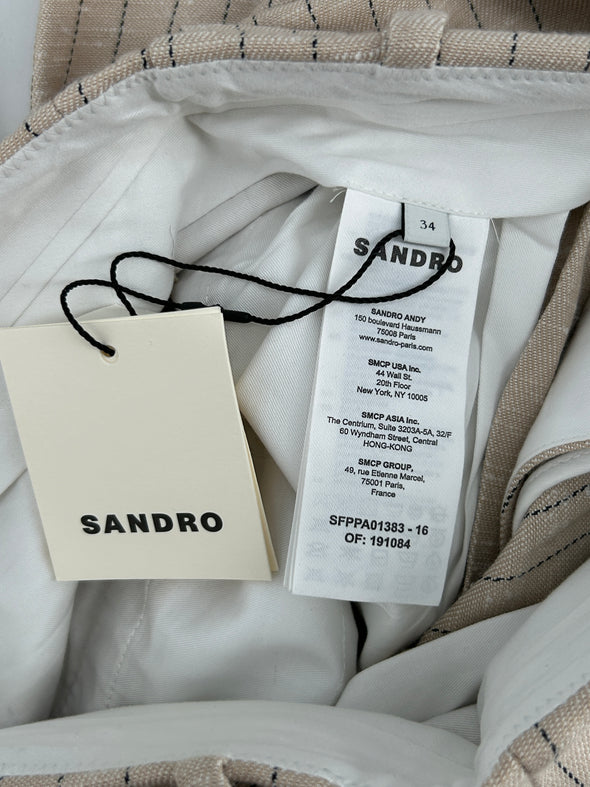 34
SANDRO
SANDRO ANDY
150 boulevard Haussmann
75008 Paris
www.sandro-paris.com
SMCP USA Inc.
44 Wall St.
20th Floor
New York, NY 10005
SMCP ASIA Inc.
The Centrium, Suite 3203A-5A, 32/F
60 Wyndham Street, Central
HONG-KONG
SMCP GROUP,
49, rue Etienne Marcel,
75001 Paris,
France
SFPPA01383 - 16
OF: 191084
SANDRO